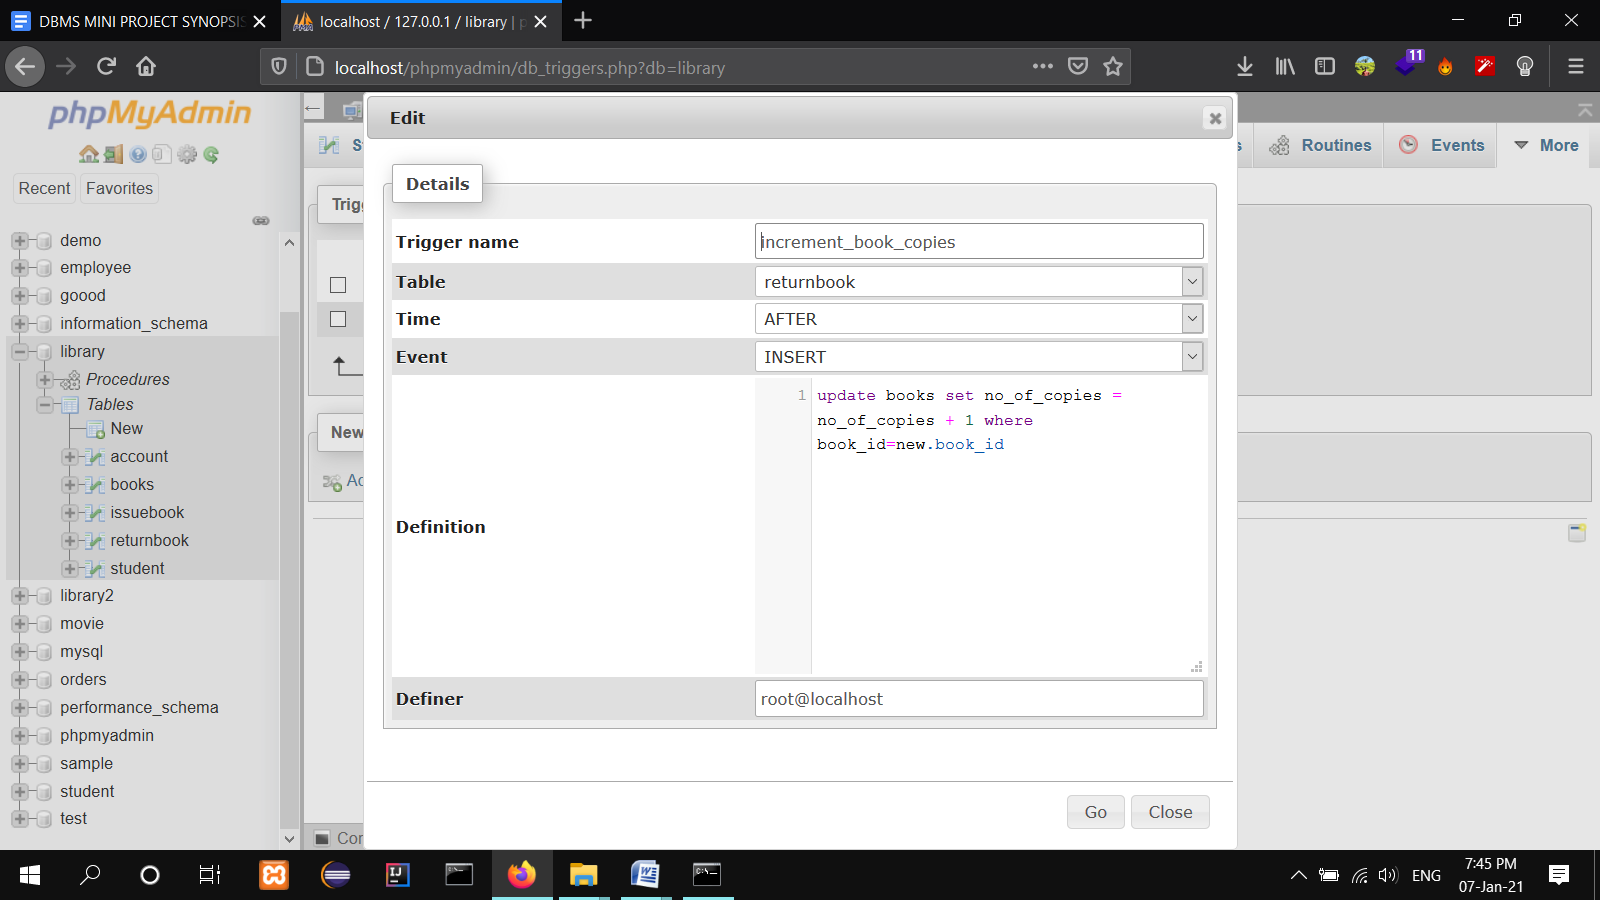 DBMS MINI PROJECT SYNOPSIS
localhost / 127.0.0.1 / library | p
localhost/phpmyadmin/db_triggers.php?db=library
11
phpMyAdmin
Recent
Favorites
demo
employee
goood
information_schema
library
Procedures
Tables
New
account
books
issuebook
returnbook
student
library2
movie
mysql
orders
performance_schema
phpmyadmin
sample
student
test
Routines
Events
More
Trigg
New
Ad
Con
Edit
Details
Trigger name
increment_book_copies
Table
returnbook
Time
AFTER
Event
INSERT
Definition
1
update books set no_of_copies =
no_of_copies + 1 where
book_id=new.book_id
Definer
root@localhost
Go
Close
ENG
7:45 PM
07-Jan-21